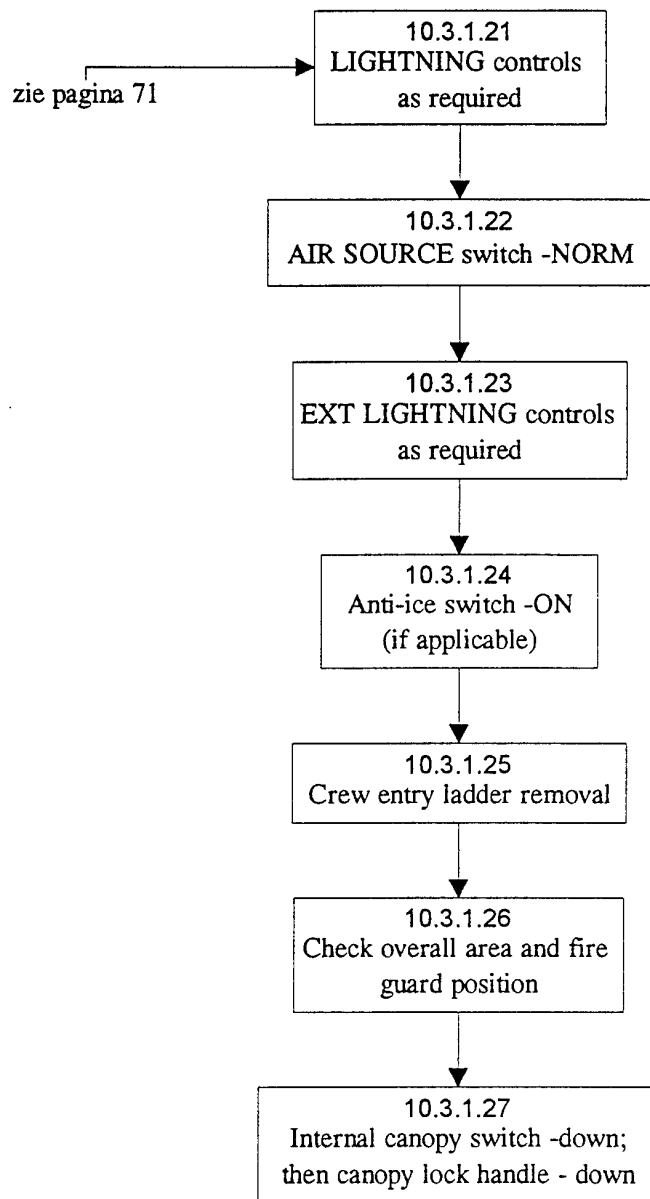 10.3.1.21
LIGHTNING controls
as required
zie pagina 71
10.3.1.22
AIR SOURCE switch -NORM
10.3.1.23
EXT LIGHTNING controls
as required
10.3.1.24
Anti-ice switch -ON
(if applicable)
10.3.1.25
Crew entry ladder removal
10.3.1.26
Check overall area and fire
guard position
10.3.1.27
Internal canopy switch -down;
then canopy lock handle - down